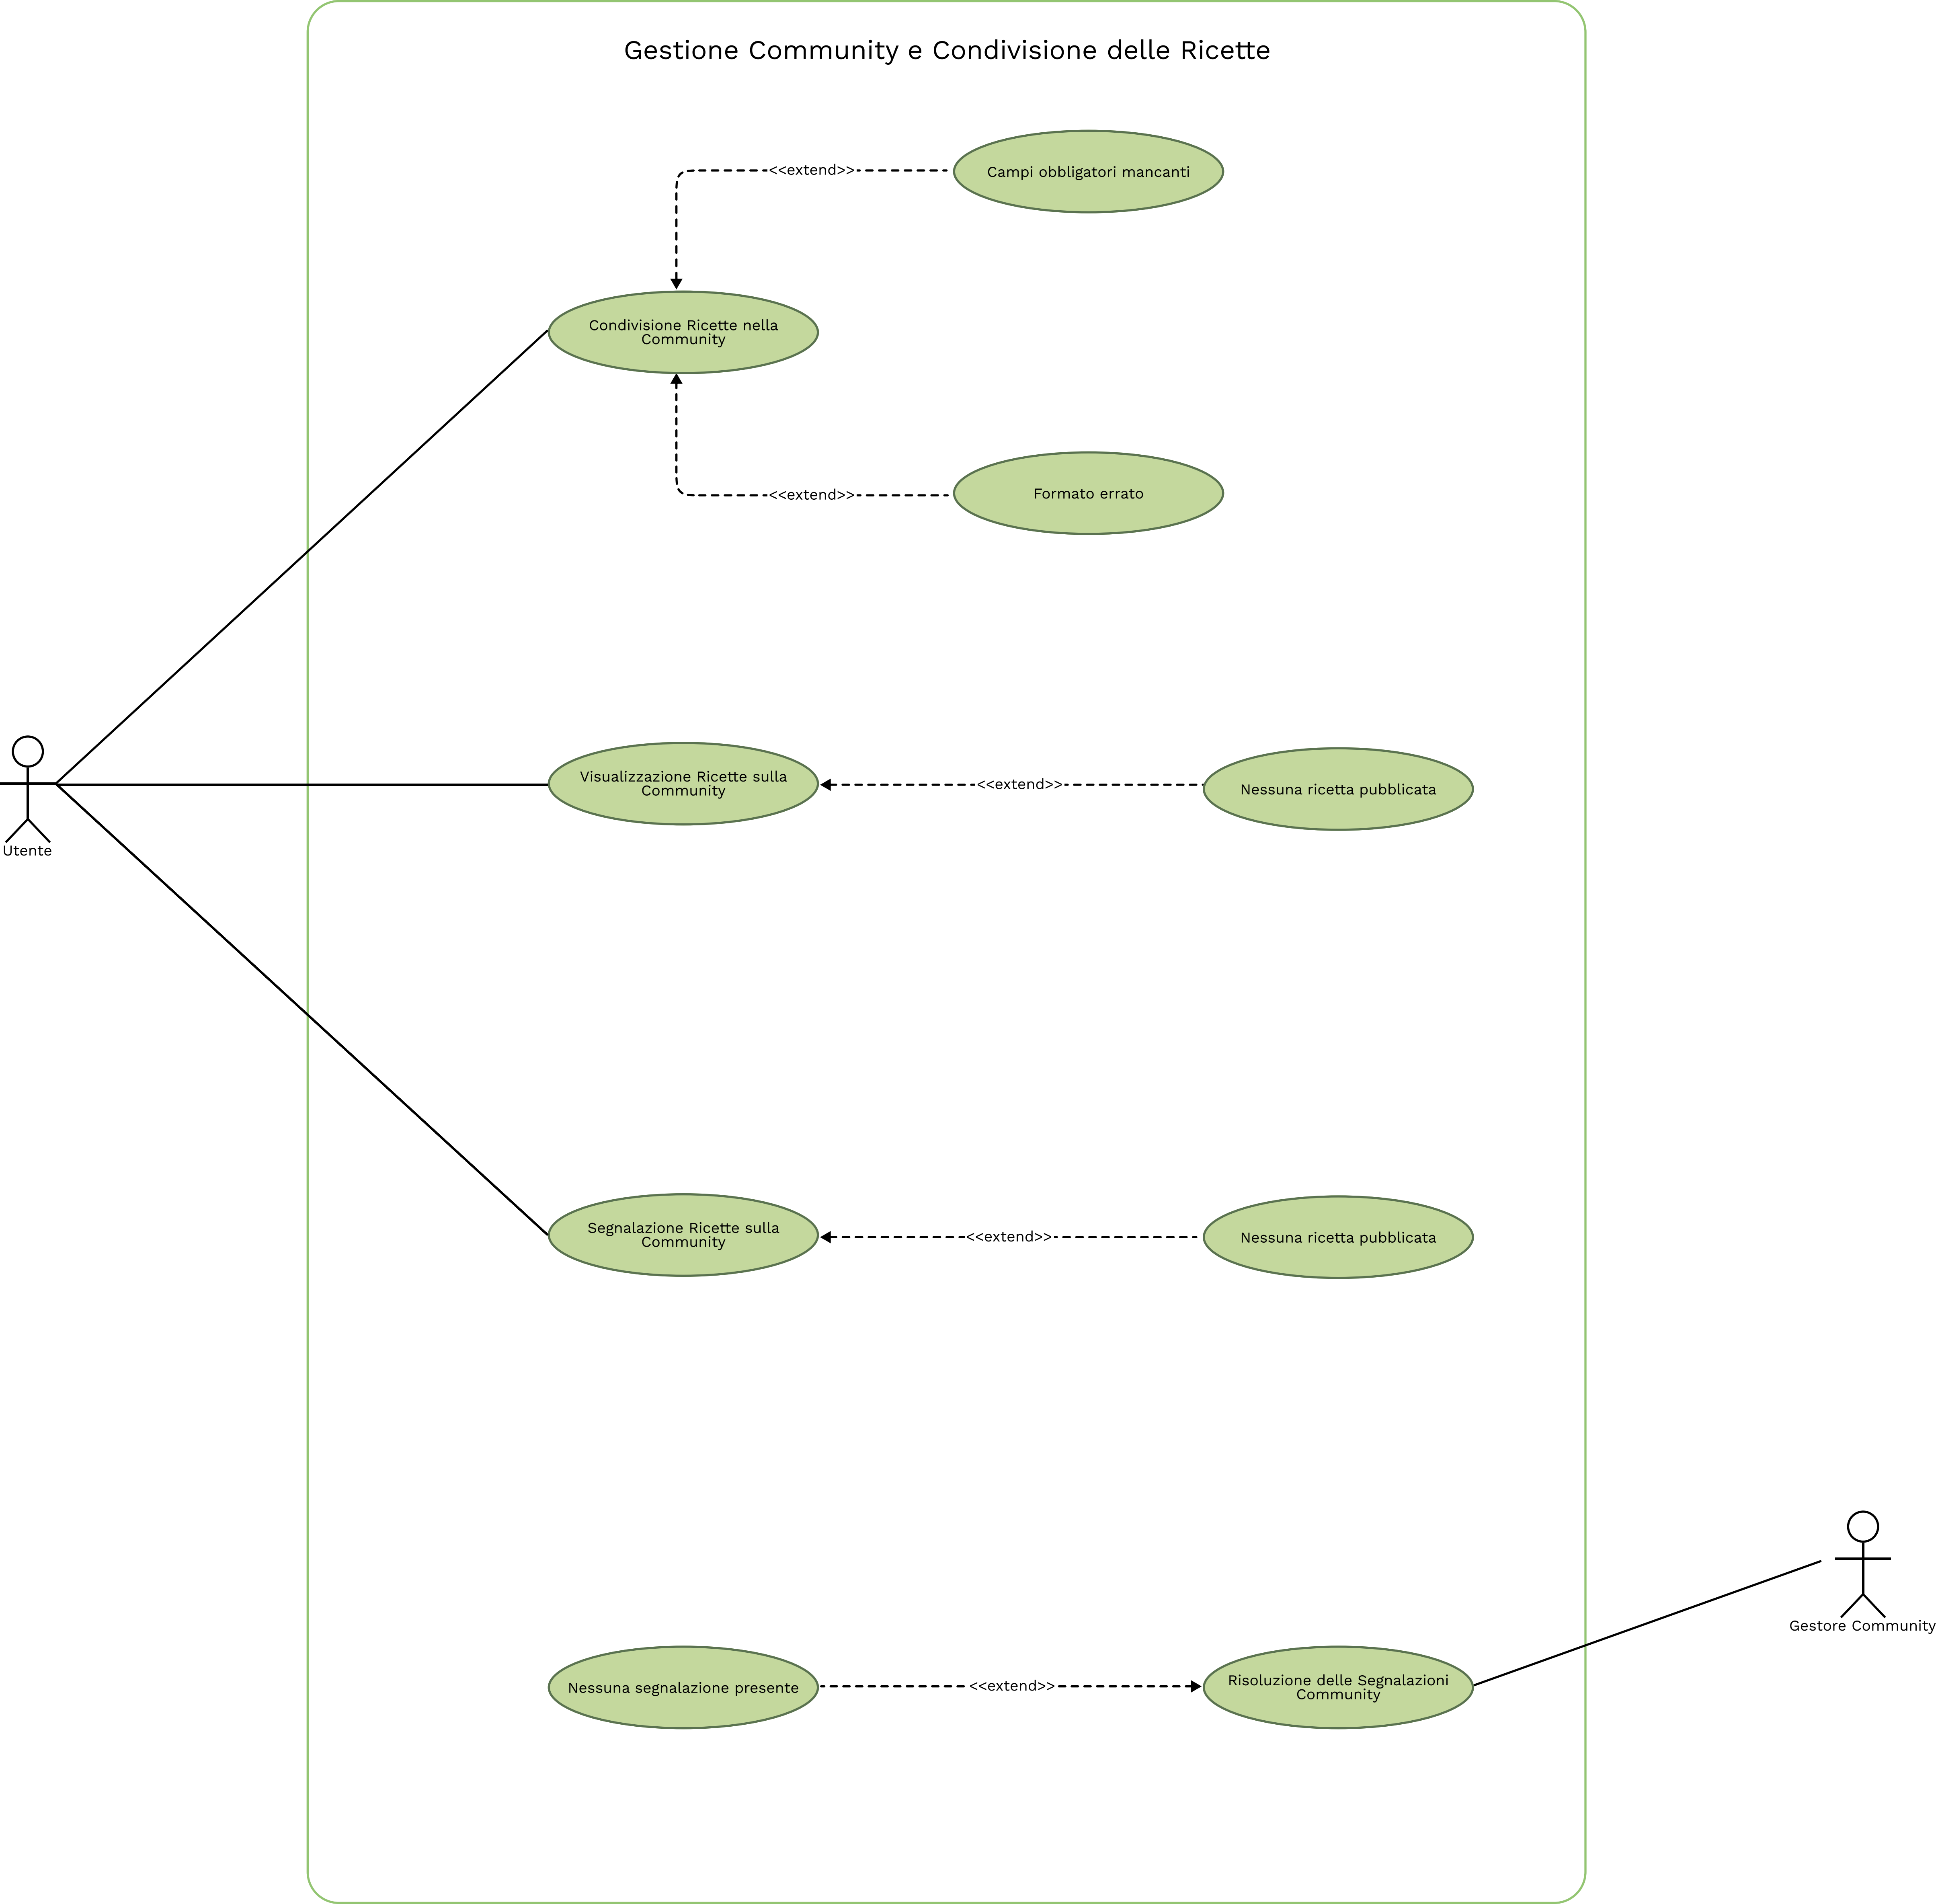 Gestione Community e Condivisione delle Ricette
<<extend>>
Campi obbligatori mancanti
Condivisione Ricette nella
Community
<<extend>>
Formato errato
Utente
Visualizzazione Ricette sulla
Community
<<extend>>
Nessuna ricetta pubblicata
Segnalazione Ricette sulla
Community
<<extend>>
Nessuna ricetta pubblicata
Gestore Community
Nessuna segnalazione presente
<<extend>>
Risoluzione delle Segnalazioni
Community